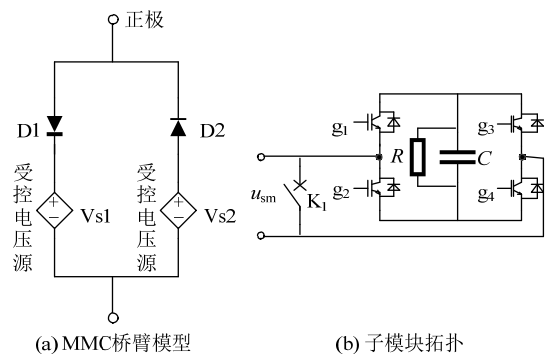 正极
D1
D2
受控电压源
Vs1
受控电压源
Vs2
(a) MMC桥臂模型
g1
g2
g3
g4
R
C
usm
K1
(b) 子模块拓扑